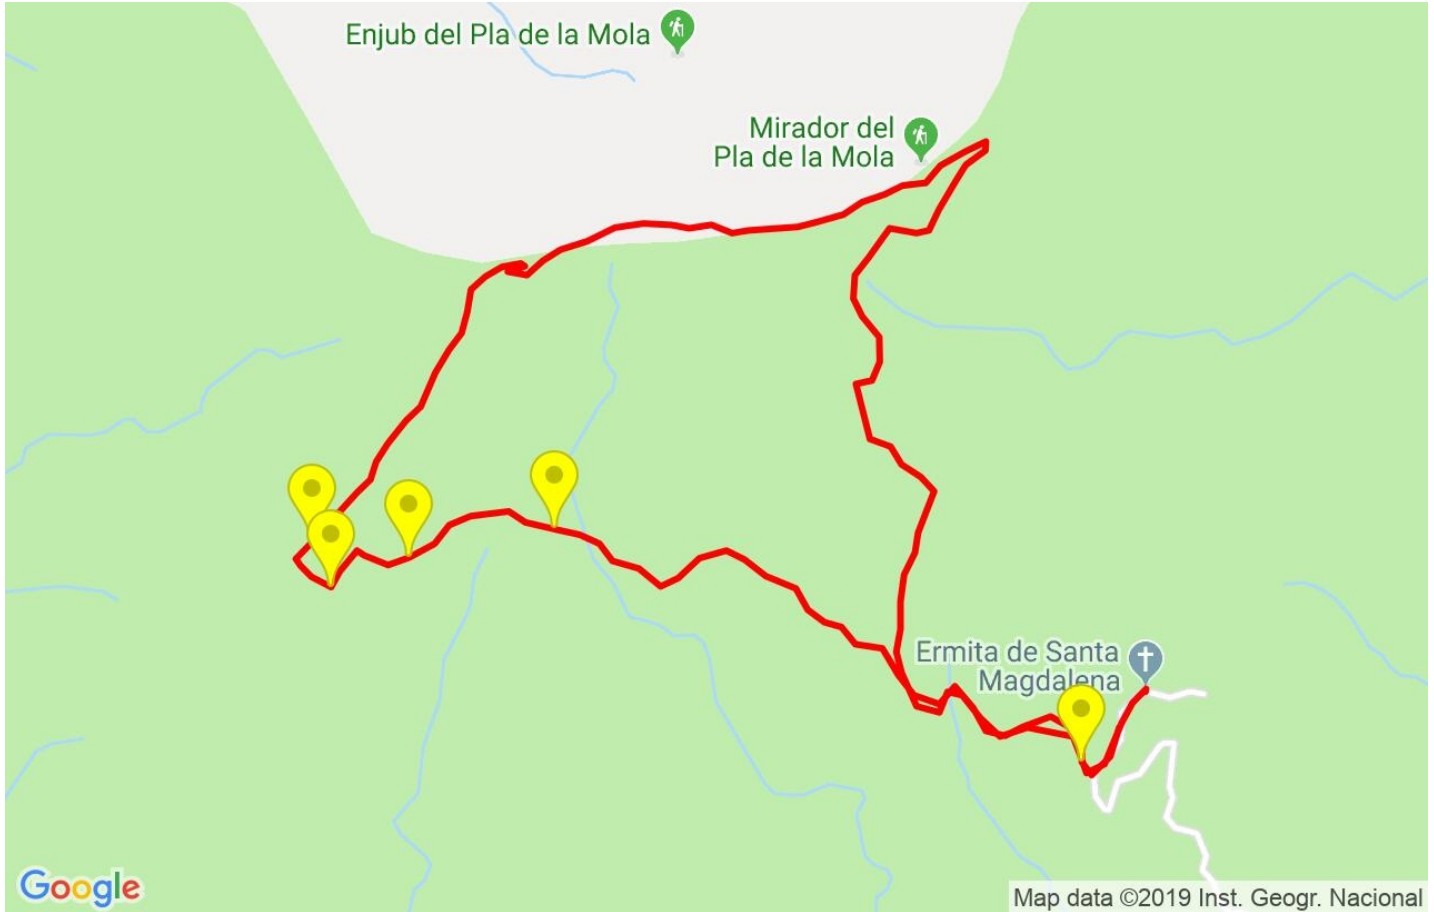 Enjub del Pla de la Mola
Mirador del
Pla de la Mola
Ermita de Santa
Magdalena
Google
Map data ©2019 Inst. Geogr. Nacional